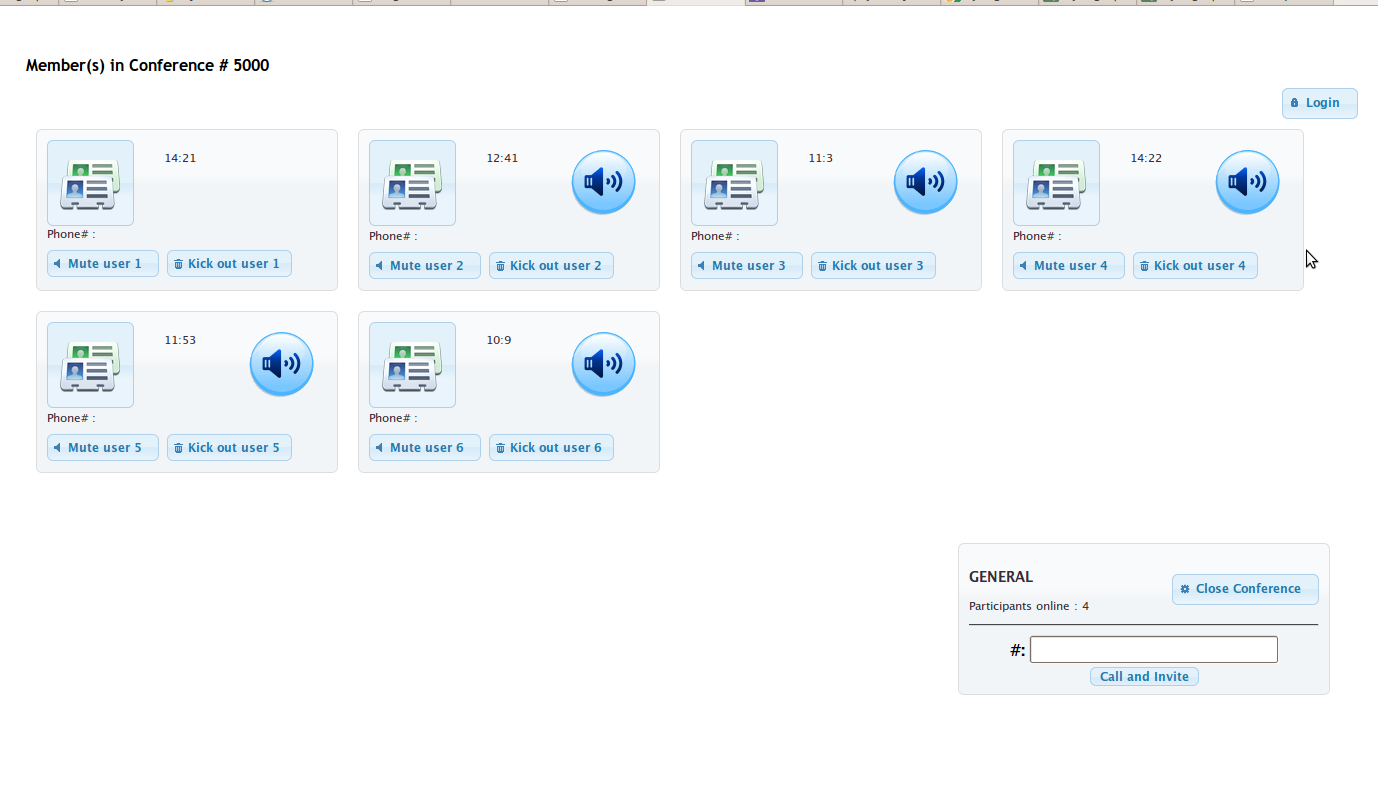 Member(s) in Conference # 5000
Login
14:21
Phone# :
Mute user 1 Kick out user 1
12:41
Phone# :
Mute user 2 Kick out user 2
11:3
Phone# :
Mute user 3 Kick out user 3
14:22
Phone# :
Mute user 4 Kick out user 4
11:53
Phone# :
Mute user 5 Kick out user 5
10:9
Phone# :
Mute user 6 Kick out user 6
GENERAL
Close Conference
Participants online : 4
#:
Call and Invite